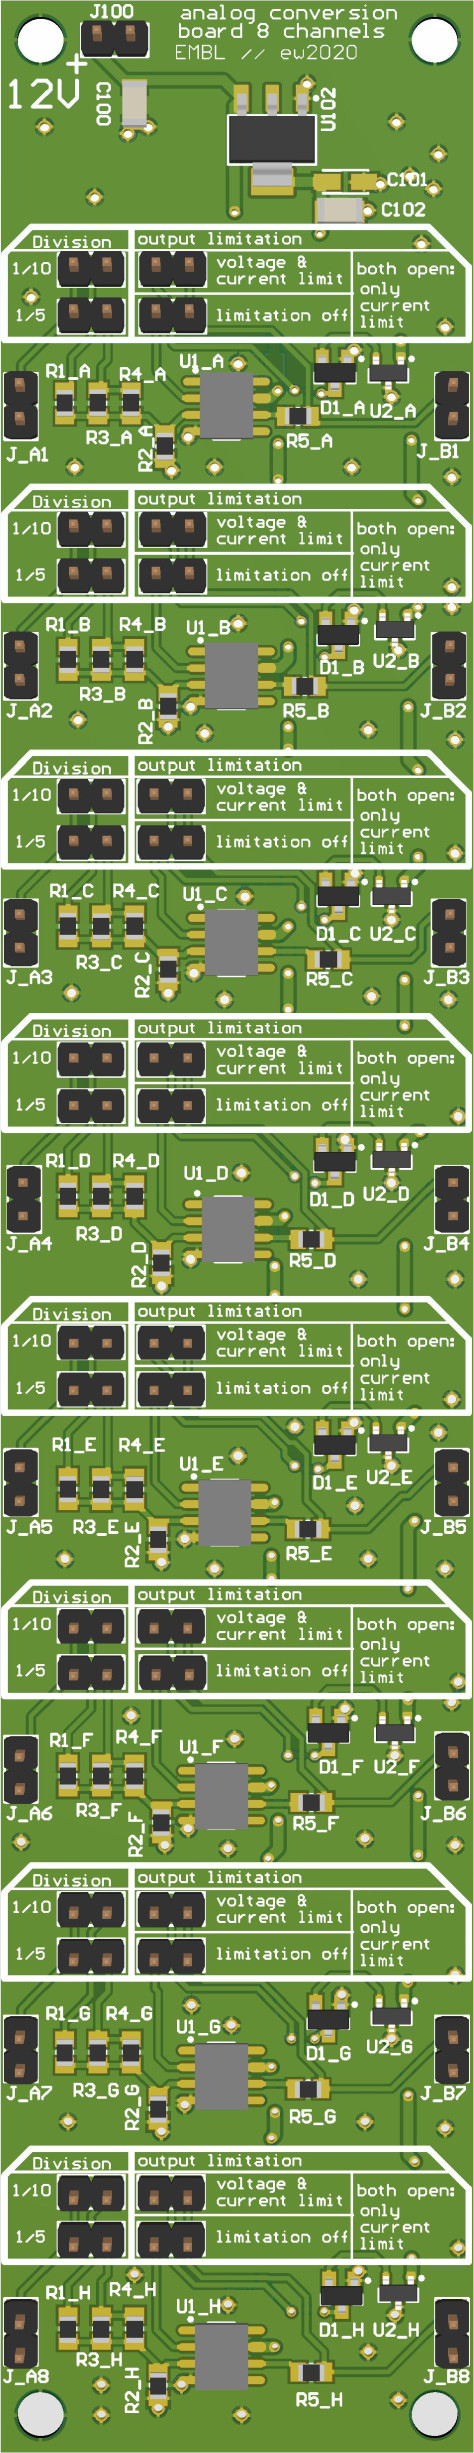 J100
analog conversion
board 8 channels
EMBL // ew2020
+
12V
C100
U102
C101
C102
Division
output limitation
1/10
voltage &
current limit
both open:
only
current
limit
1/5
limitation off
R1_A
R4_A
U1_A
D1_A
U2_A
R3_A
R2_A
R5_A
J_A1
J_B1
Division
output limitation
1/10
voltage &
current limit
both open:
only
current
limit
1/5
limitation off
R1_B
R4_B
U1_B
D1_B
U2_B
R3_B
R2_B
R5_B
J_A2
J_B2
Division
output limitation
1/10
voltage &
current limit
both open:
only
current
limit
1/5
limitation off
R1_C
R4_C
U1_C
D1_C
U2_C
R3_C
R2_C
R5_C
J_A3
J_B3
Division
output limitation
1/10
voltage &
current limit
both open:
only
current
limit
1/5
limitation off
R1_D
R4_D
U1_D
D1_D
U2_D
R3_D
R2_D
R5_D
J_A4
J_B4
Division
output limitation
1/10
voltage &
current limit
both open:
only
current
limit
1/5
limitation off
R1_E
R4_E
U1_E
D1_E
U2_E
R3_E
R2_E
R5_E
J_A5
J_B5
Division
output limitation
1/10
voltage &
current limit
both open:
only
current
limit
1/5
limitation off
R1_F
R4_F
U1_F
D1_F
U2_F
R3_F
R2_F
R5_F
J_A6
J_B6
Division
output limitation
1/10
voltage &
current limit
both open:
only
current
limit
1/5
limitation off
R1_G
R4_G
U1_G
D1_G
U2_G
R3_G
R2_G
R5_G
J_A7
J_B7
Division
output limitation
1/10
voltage &
current limit
both open:
only
current
limit
1/5
limitation off
R1_H
R4_H
U1_H
D1_H
U2_H
R3_H
R2_H
R5_H
J_A8
J_B8